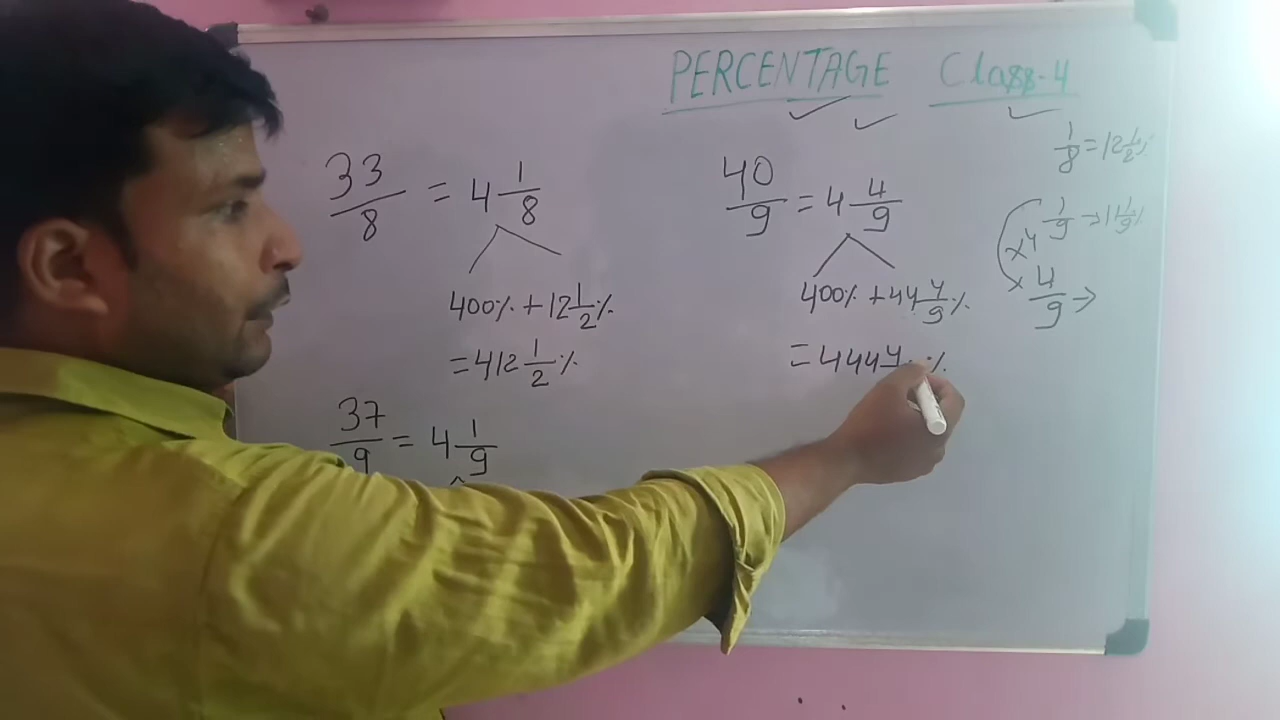 PERCENTAGE Class-4
33/8 = 4 1/8
400% + 12 1/2 %
= 412 1/2 %
37/9 = 4 1/9
40/9 = 4 4/9
400% + 44 4/9 %
= 444 4 %
1/8 = 12 1/2 %
1/9 → 11 1/9 %
×4
× 4/9 →